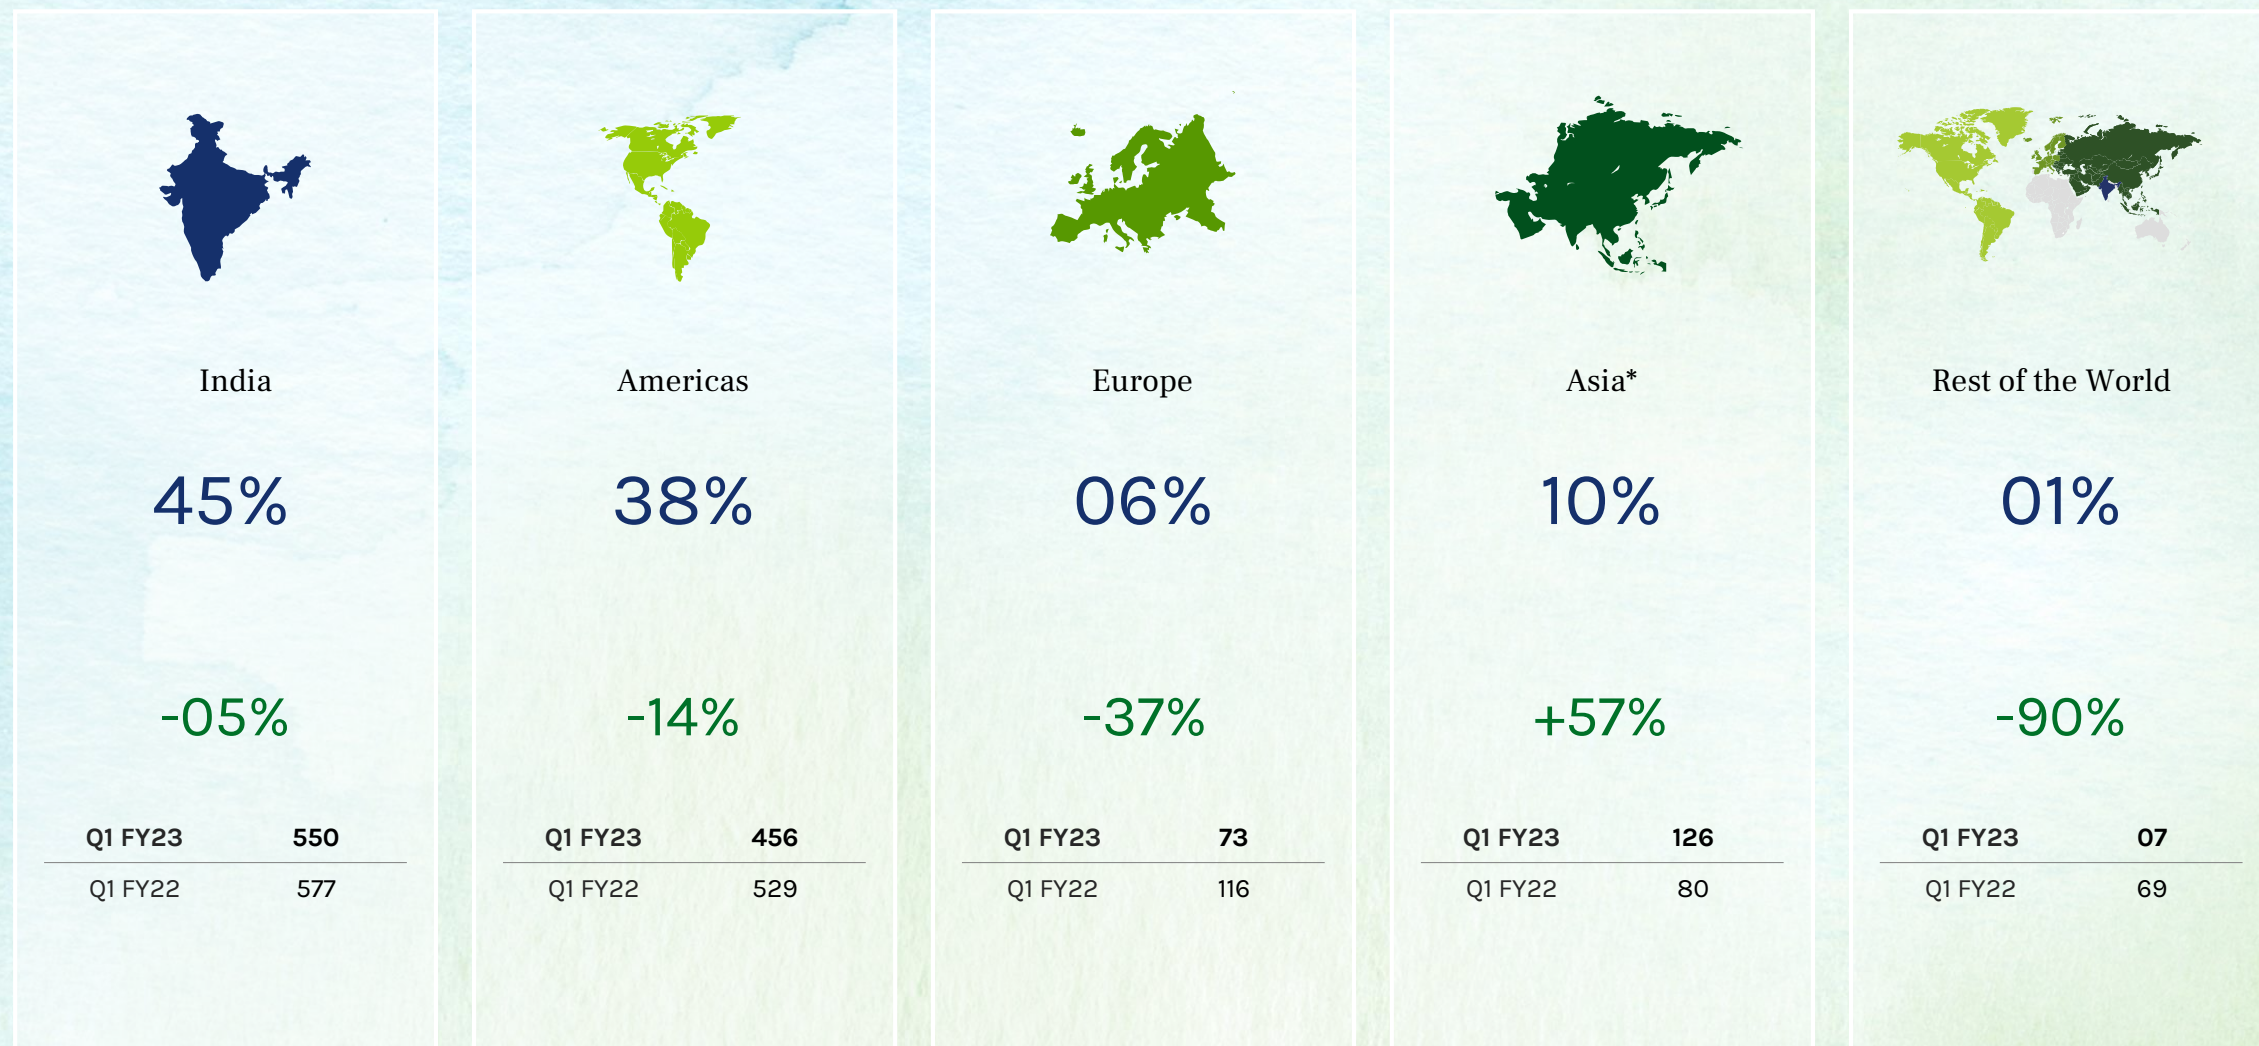 India
45%
-05%
Q1 FY23 550
Q1 FY22 577
Americas
38%
-14%
Q1 FY23 456
Q1 FY22 529
Europe
06%
-37%
Q1 FY23 73
Q1 FY22 116
Asia*
10%
+57%
Q1 FY23 126
Q1 FY22 80
Rest of the World
01%
-90%
Q1 FY23 07
Q1 FY22 69